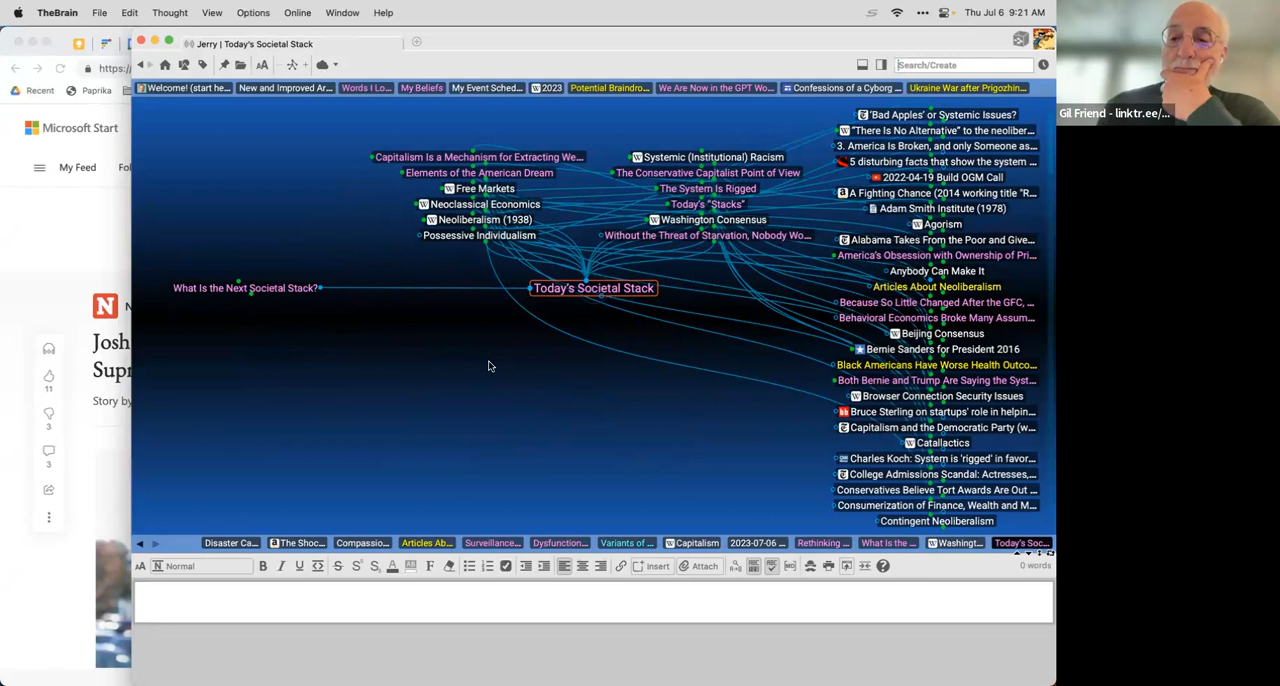 TheBrain File Edit Thought View Options Online Window Help Thu Jul 6 9:21 AM
Jerry | Today's Societal Stack
https:/
Search/Create
Recent Paprika
Welcome! (start he... New and Improved Ar... Words I Lo... My Beliefs My Event Sched... 2023 Potential Braindro... We Are Now in the GPT Wo... Confessions of a Cyborg ... Ukraine War after Prigozhin...
Gil Friend - linktr.ee/...
Microsoft Start
My Feed Fol
Josh
Supr
Story by
11
3
3
Capitalism Is a Mechanism for Extracting We...
Elements of the American Dream
Free Markets
Neoclassical Economics
Neoliberalism (1938)
Possessive Individualism
Systemic (Institutional) Racism
The Conservative Capitalist Point of View
The System Is Rigged
Today's "Stacks"
Washington Consensus
Without the Threat of Starvation, Nobody Wo...
What Is the Next Societal Stack?
Today's Societal Stack
'Bad Apples' or Systemic Issues?
"There Is No Alternative" to the neoliber...
3. America Is Broken, and only Someone as...
5 disturbing facts that show the system ...
2022-04-19 Build OGM Call
A Fighting Chance (2014 working title "R...
Adam Smith Institute (1978)
Agorism
Alabama Takes From the Poor and Give...
America's Obsession with Ownership of Pri...
Anybody Can Make It
Articles About Neoliberalism
Because So Little Changed After the GFC, ...
Behavioral Economics Broke Many Assum...
Beijing Consensus
Bernie Sanders for President 2016
Black Americans Have Worse Health Outco...
Both Bernie and Trump Are Saying the Syst...
Browser Connection Security Issues
Bruce Sterling on startups' role in helpin...
Capitalism and the Democratic Party (w...
Catallactics
Charles Koch: System is 'rigged' in favor...
College Admissions Scandal: Actresses,...
Conservatives Believe Tort Awards Are Out ...
Consumerization of Finance, Wealth and M...
Contingent Neoliberalism
Disaster Ca... The Shoc... Compassio... Articles Ab... Surveillance... Dysfunction... Variants of ... Capitalism 2023-07-06 ... Rethinking ... What Is the ... Washingt... Today's Soc...
Normal B I U S S S A F Insert Attach 0 words